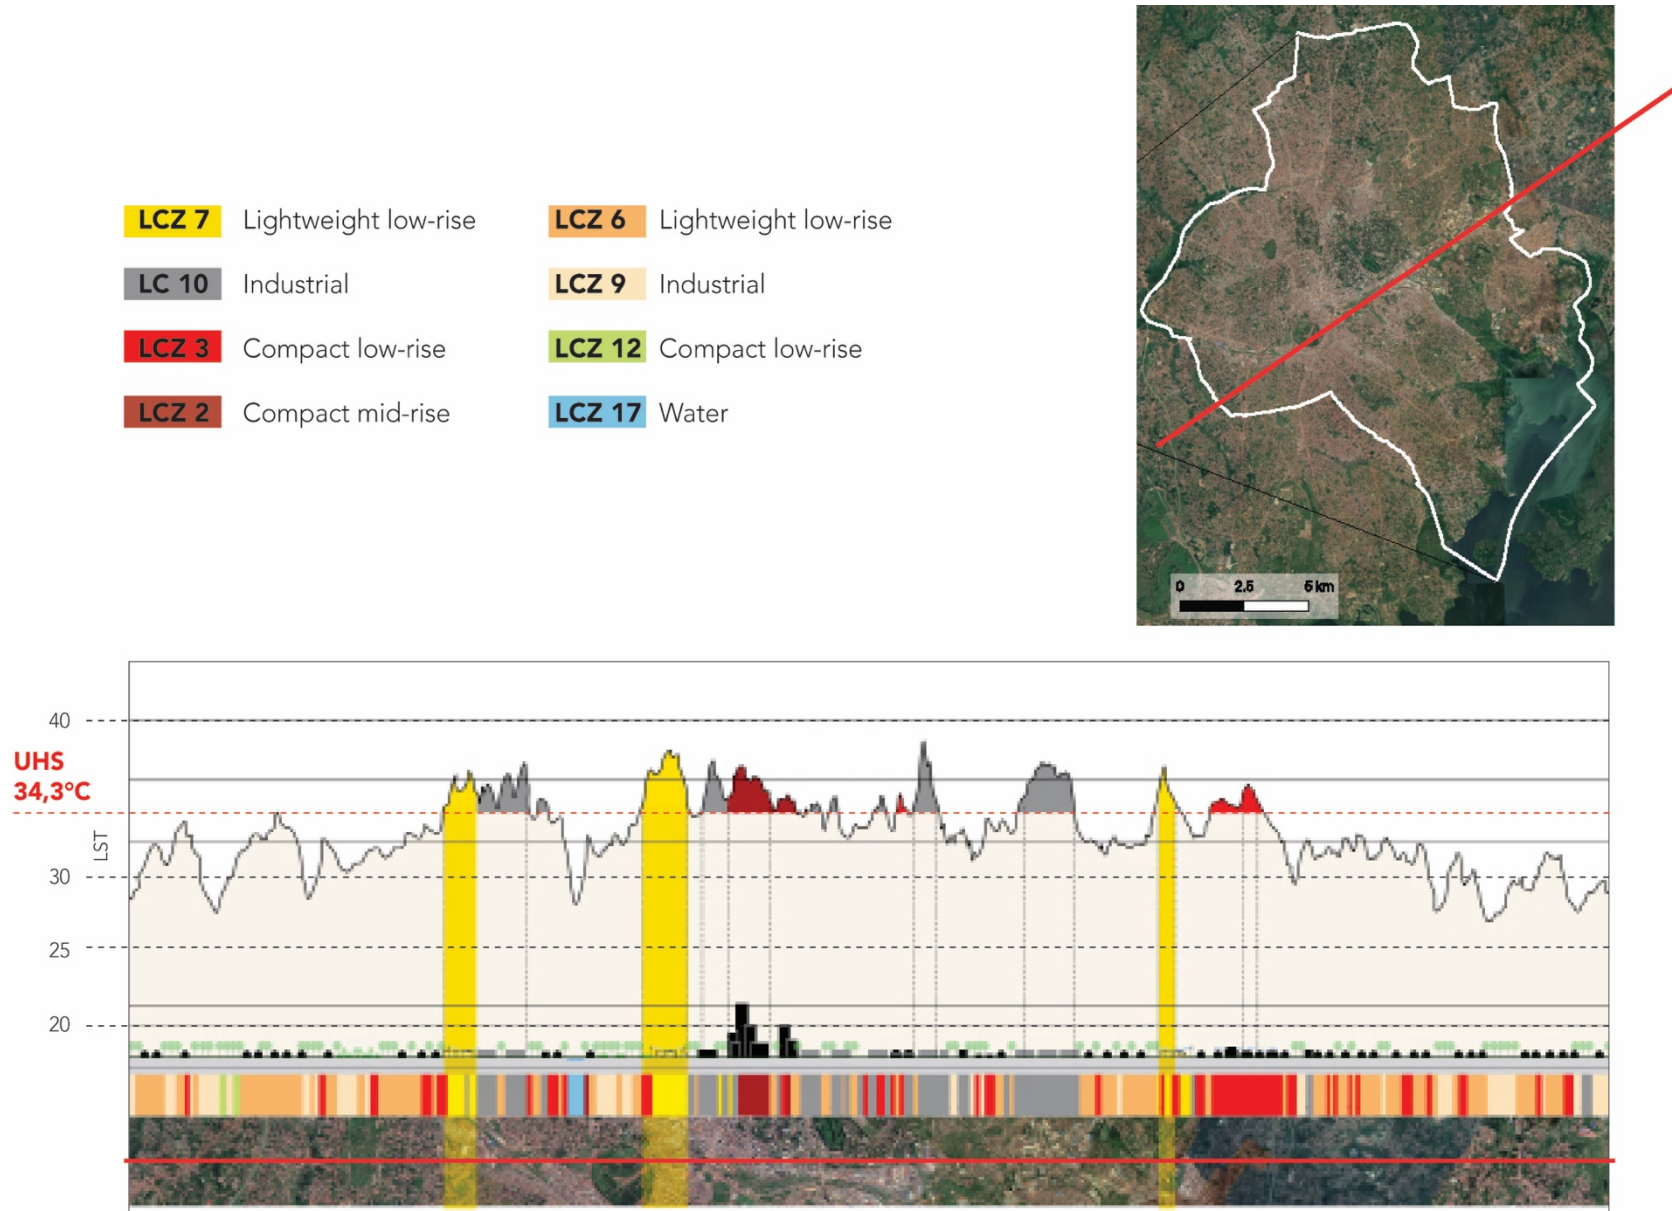 0 2.5 5 km
LCZ 7 Lightweight low-rise LCZ 6 Lightweight low-rise
LC 10 Industrial LCZ 9 Industrial
LCZ 3 Compact low-rise LCZ 12 Compact low-rise
LCZ 2 Compact mid-rise LCZ 17 Water
40
UHS
34,3°C
LST
30
25
20